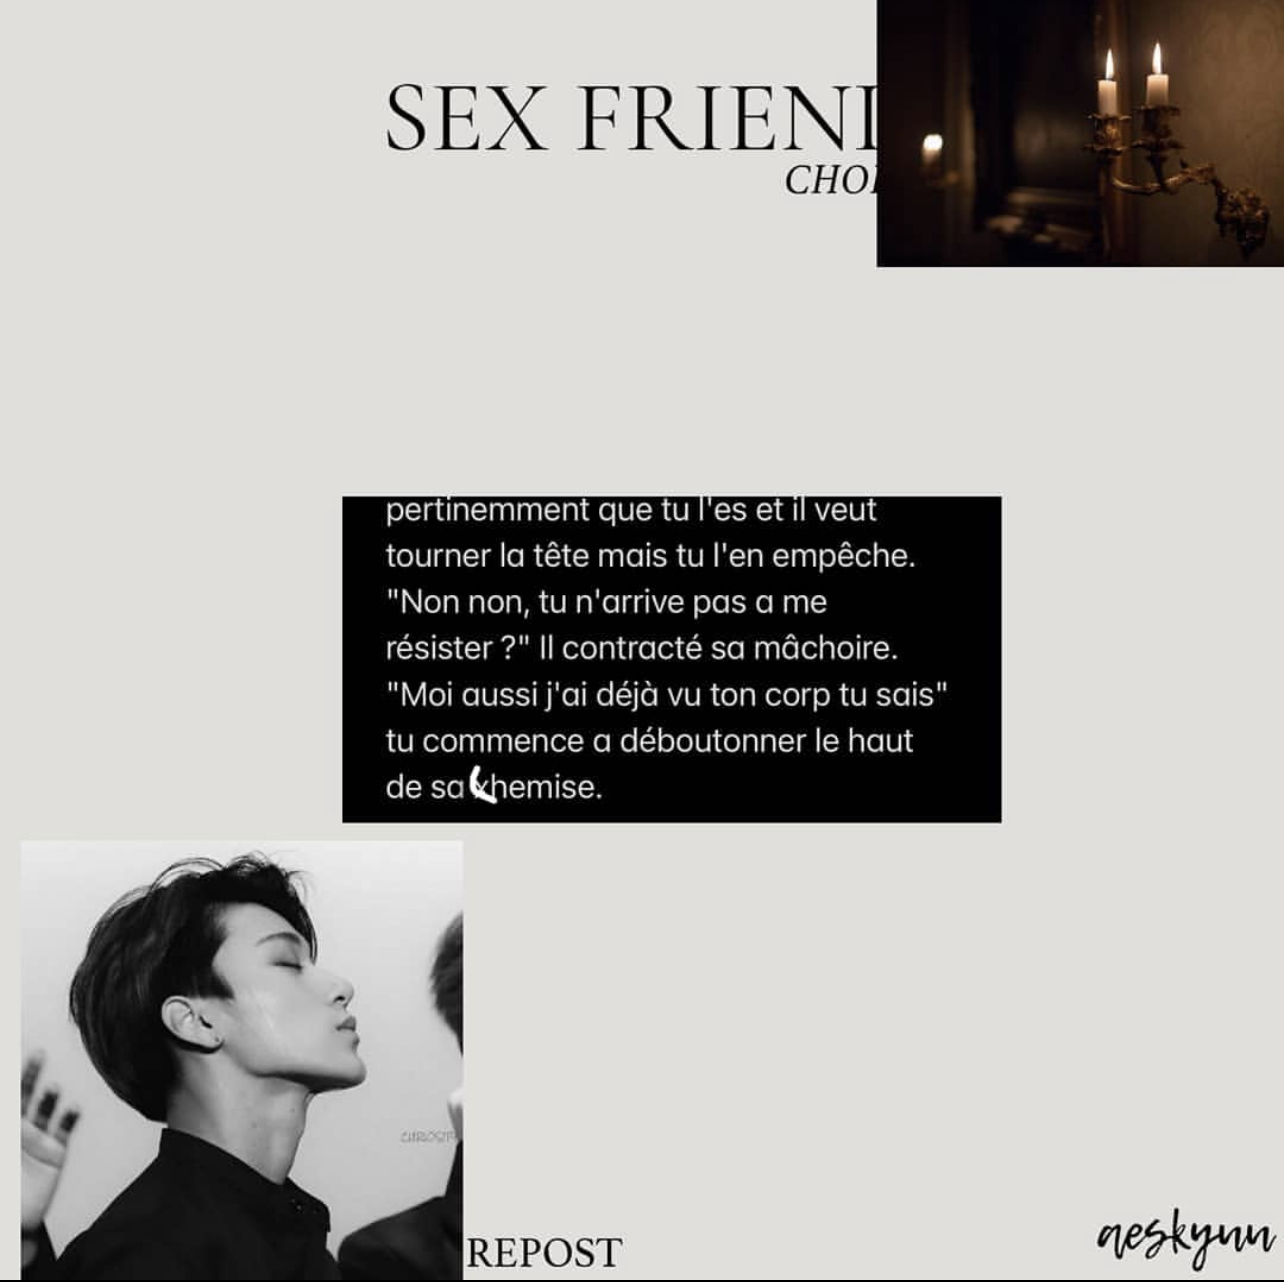 SEX FRIEN
CHO
pertinemment que tu l'es et il veut
tourner la tête mais tu l'en empêche.
"Non non, tu n'arrive pas a me
résister ?" Il contracté sa mâchoire.
"Moi aussi j'ai déjà vu ton corp tu sais"
tu commence a déboutonner le haut
de sa chemise.
REPOST
aeskyun